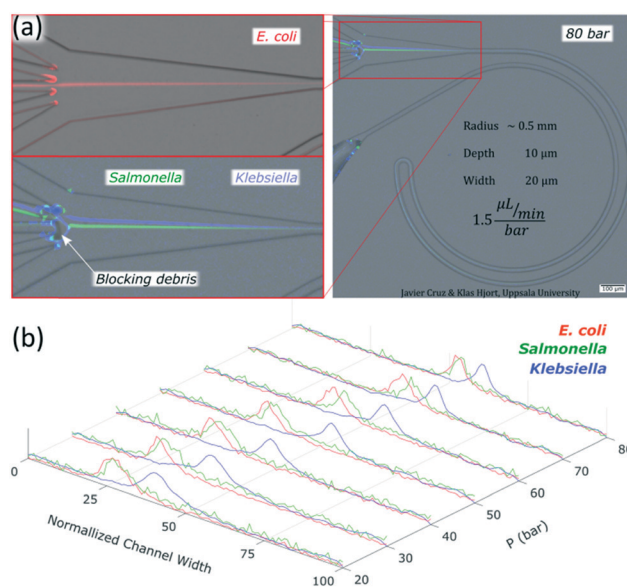 (a)
E. coli
80 bar
Radius ~ 0.5 mm
Depth 10 μm
Width 20 μm
1.5 μL/min
bar
Salmonella Klebsiella
Blocking debris
100 μm
Javier Cruz & Klas Hjort, Uppsala University
(b)
E. coli
Salmonella
Klebsiella
0
25
50
75
100
Normallized Channel Width
20
30
40
50
60
70
80
P (bar)